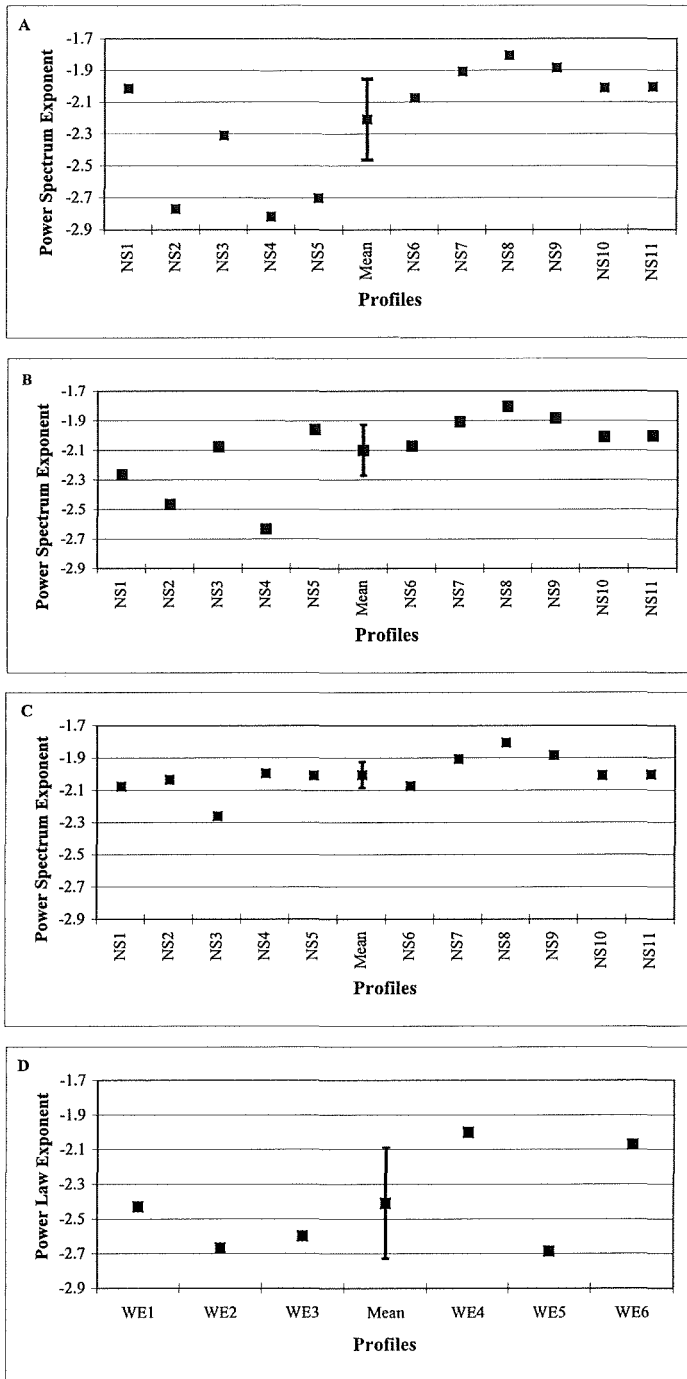 A
Power Spectrum Exponent
-1.7
-1.9
-2.1
-2.3
-2.5
-2.7
-2.9
NS1
NS2
NS3
NS4
NS5
Mean
NS6
NS7
NS8
NS9
NS10
NS11
Profiles
B
Power Spectrum Exponent
-1.7
-1.9
-2.1
-2.3
-2.5
-2.7
-2.9
NS1
NS2
NS3
NS4
NS5
Mean
NS6
NS7
NS8
NS9
NS10
NS11
Profiles
C
Power Spectrum Exponent
-1.7
-1.9
-2.1
-2.3
-2.5
-2.7
-2.9
NS1
NS2
NS3
NS4
NS5
Mean
NS6
NS7
NS8
NS9
NS10
NS11
Profiles
D
Power Law Exponent
-1.7
-1.9
-2.1
-2.3
-2.5
-2.7
-2.9
WE1
WE2
WE3
Mean
WE4
WE5
WE6
Profiles